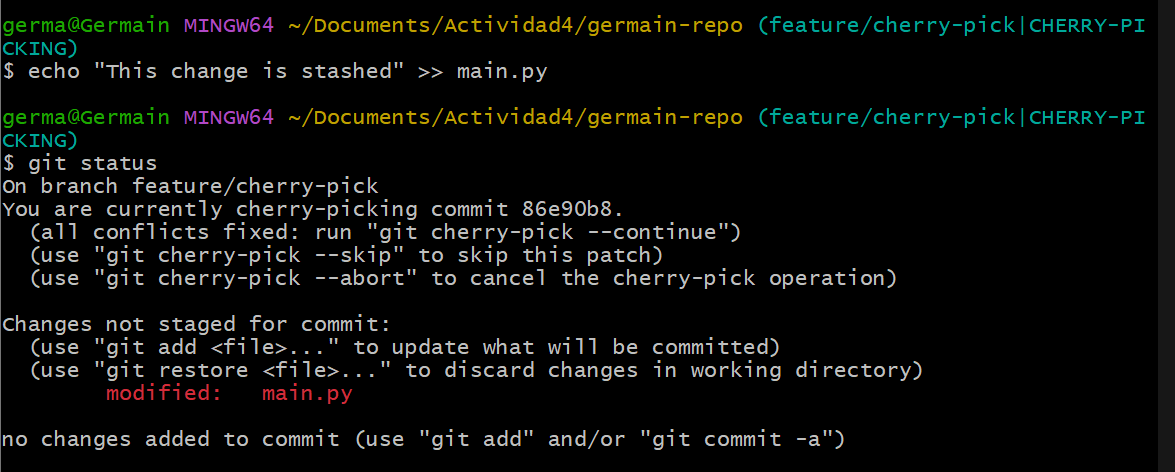 germa@Germain MINGW64 ~/Documents/Actividad4/germain-repo (feature/cherry-pick|CHERRY-PI
CKING)
$ echo "This change is stashed" >> main.py
germa@Germain MINGW64 ~/Documents/Actividad4/germain-repo (feature/cherry-pick|CHERRY-PI
CKING)
$ git status
On branch feature/cherry-pick
You are currently cherry-picking commit 86e90b8.
  (all conflicts fixed: run "git cherry-pick --continue")
  (use "git cherry-pick --skip" to skip this patch)
  (use "git cherry-pick --abort" to cancel the cherry-pick operation)
Changes not staged for commit:
  (use "git add <file>..." to update what will be committed)
  (use "git restore <file>..." to discard changes in working directory)
        modified:   main.py
no changes added to commit (use "git add" and/or "git commit -a")